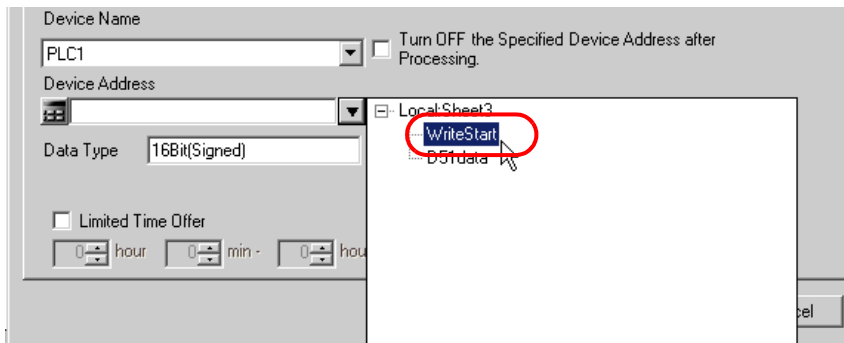 Device Name
PLC1
Turn OFF the Specified Device Address after
Processing.
Device Address
Local:Sheet3
WriteStart
D51data
Data Type 16Bit(Signed)
Limited Time Offer
0 hour 0 min - 0 hou
cel